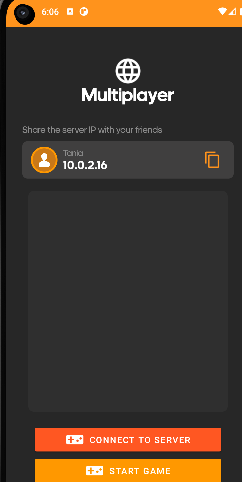 6:06
Multiplayer
Share the server IP with your friends
Tania
10.0.2.16
CONNECT TO SERVER
START GAME